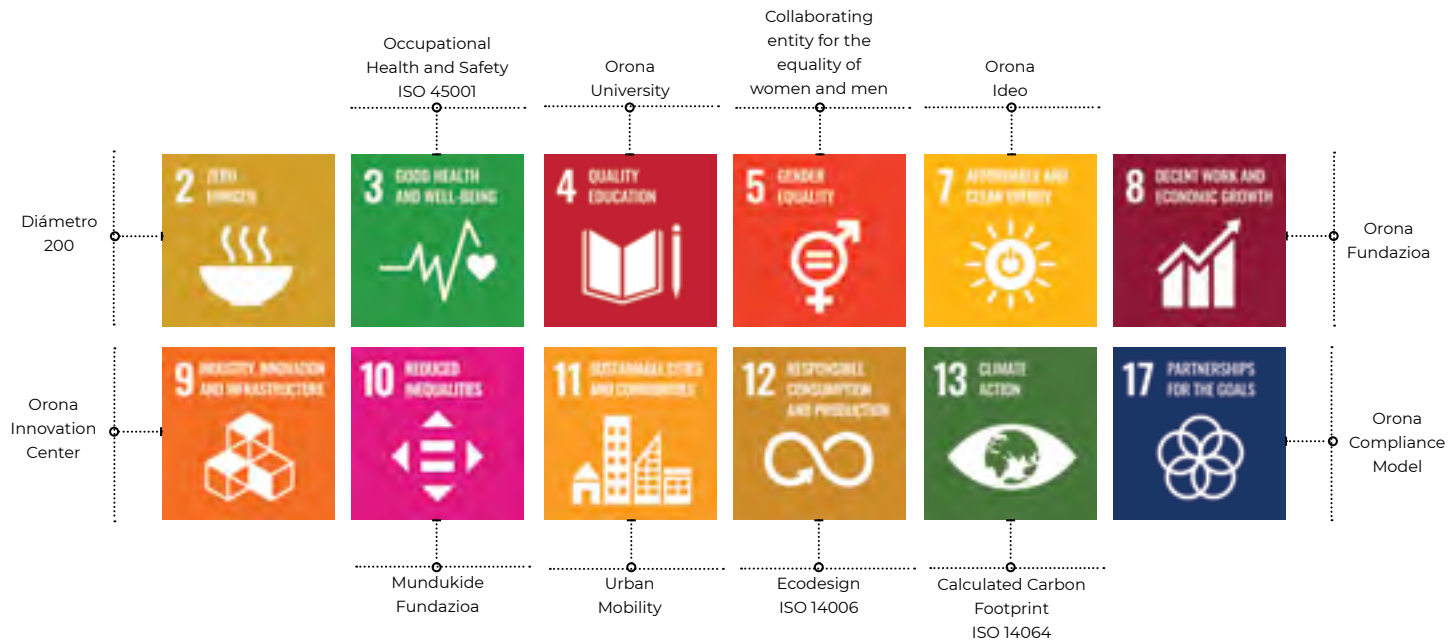 Occupational
Health and Safety
ISO 45001
Orona
University
Collaborating
entity for the
equality of
women and men
Orona
Ideo
Diámetro
200
2 ZERO
HUNGER
3 GOOD HEALTH
AND WELL-BEING
4 QUALITY
EDUCATION
5 GENDER
EQUALITY
7 AFFORDABLE AND
CLEAN ENERGY
8 DECENT WORK AND
ECONOMIC GROWTH
Orona
Fundazioa
Orona
Innovation
Center
9 INDUSTRY, INNOVATION
AND INFRASTRUCTURE
10 REDUCED
INEQUALITIES
11 SUSTAINABLE CITIES
AND COMMUNITIES
12 RESPONSIBLE
CONSUMPTION
AND PRODUCTION
13 CLIMATE
ACTION
17 PARTNERSHIPS
FOR THE GOALS
Orona
Compliance
Model
Mundukide
Fundazioa
Urban
Mobility
Ecodesign
ISO 14006
Calculated Carbon
Footprint
ISO 14064